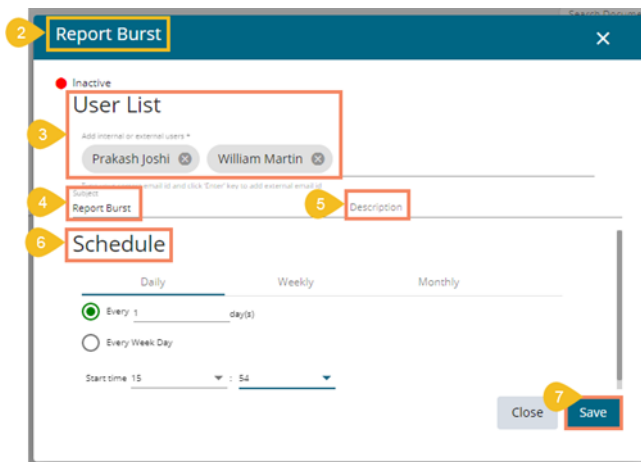 Search Docume
2 Report Burst ×
Inactive
User List
3
Add internal or external users *
Prakash Joshi William Martin
email id and click 'Enter' key to add external email id
Subject
4 Report Burst 5 Description
6 Schedule
Daily Weekly Monthly
Every 1 day(s)
Every Week Day
Start time 15 : 54
7
Close Save